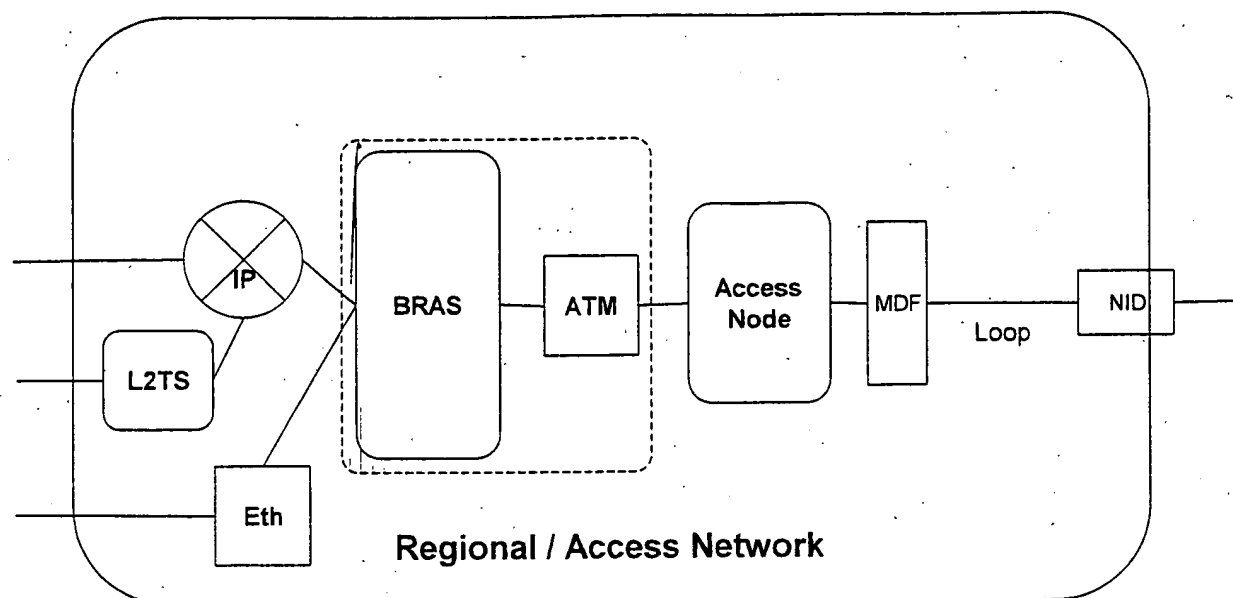 IP
BRAS
ATM
Access
Node
MDF
Loop
NID
L2TS
Eth
Regional / Access Network